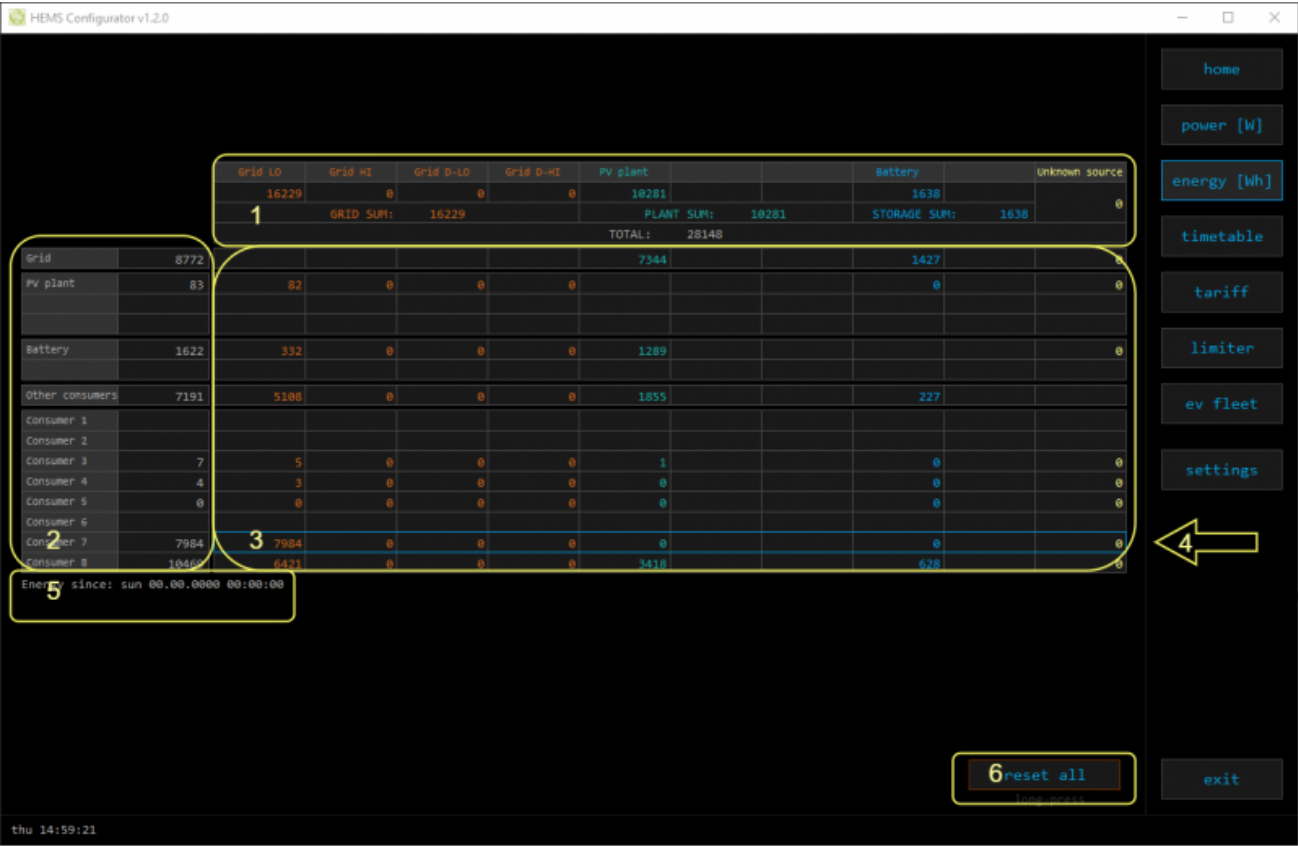 HEMS Configurator v1.2.0
home
power [W]
energy [Wh]
timetable
tariff
limiter
ev fleet
settings
Grid LO Grid HI Grid D-LO Grid D-HI PV plant Battery Unknown source
16229 0 0 0 10281 1638 0
1 GRID SUM: 16229 PLANT SUM: 10281 STORAGE SUM: 1638
TOTAL: 28148
Grid 8772 7344 1427 0
PV plant 83 82 0 0 0 0 0
Battery 1622 332 0 0 0 1289 0
Other consumers 7191 5108 0 0 0 1855 227
Consumer 1
Consumer 2
Consumer 3 7 5 0 0 0 1 0 0
Consumer 4 4 3 0 0 0 0 0 0
Consumer 5 0 0 0 0 0 0 0 0
Consumer 6
Consumer 7 2 7984 3 7984 0 0 0 0 0 0 4
Consumer 8 10469 6421 0 0 0 3418 628 0
Energy since: sun 00.00.0000 00:00:00
5
6 reset all
long-press
exit
thu 14:59:21